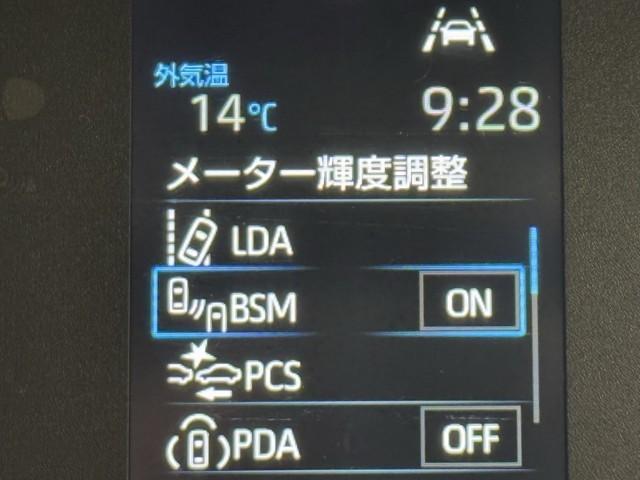 外気温
14℃ 9:28
メーター輝度調整
LDA
BSM ON
PCS
PDA OFF